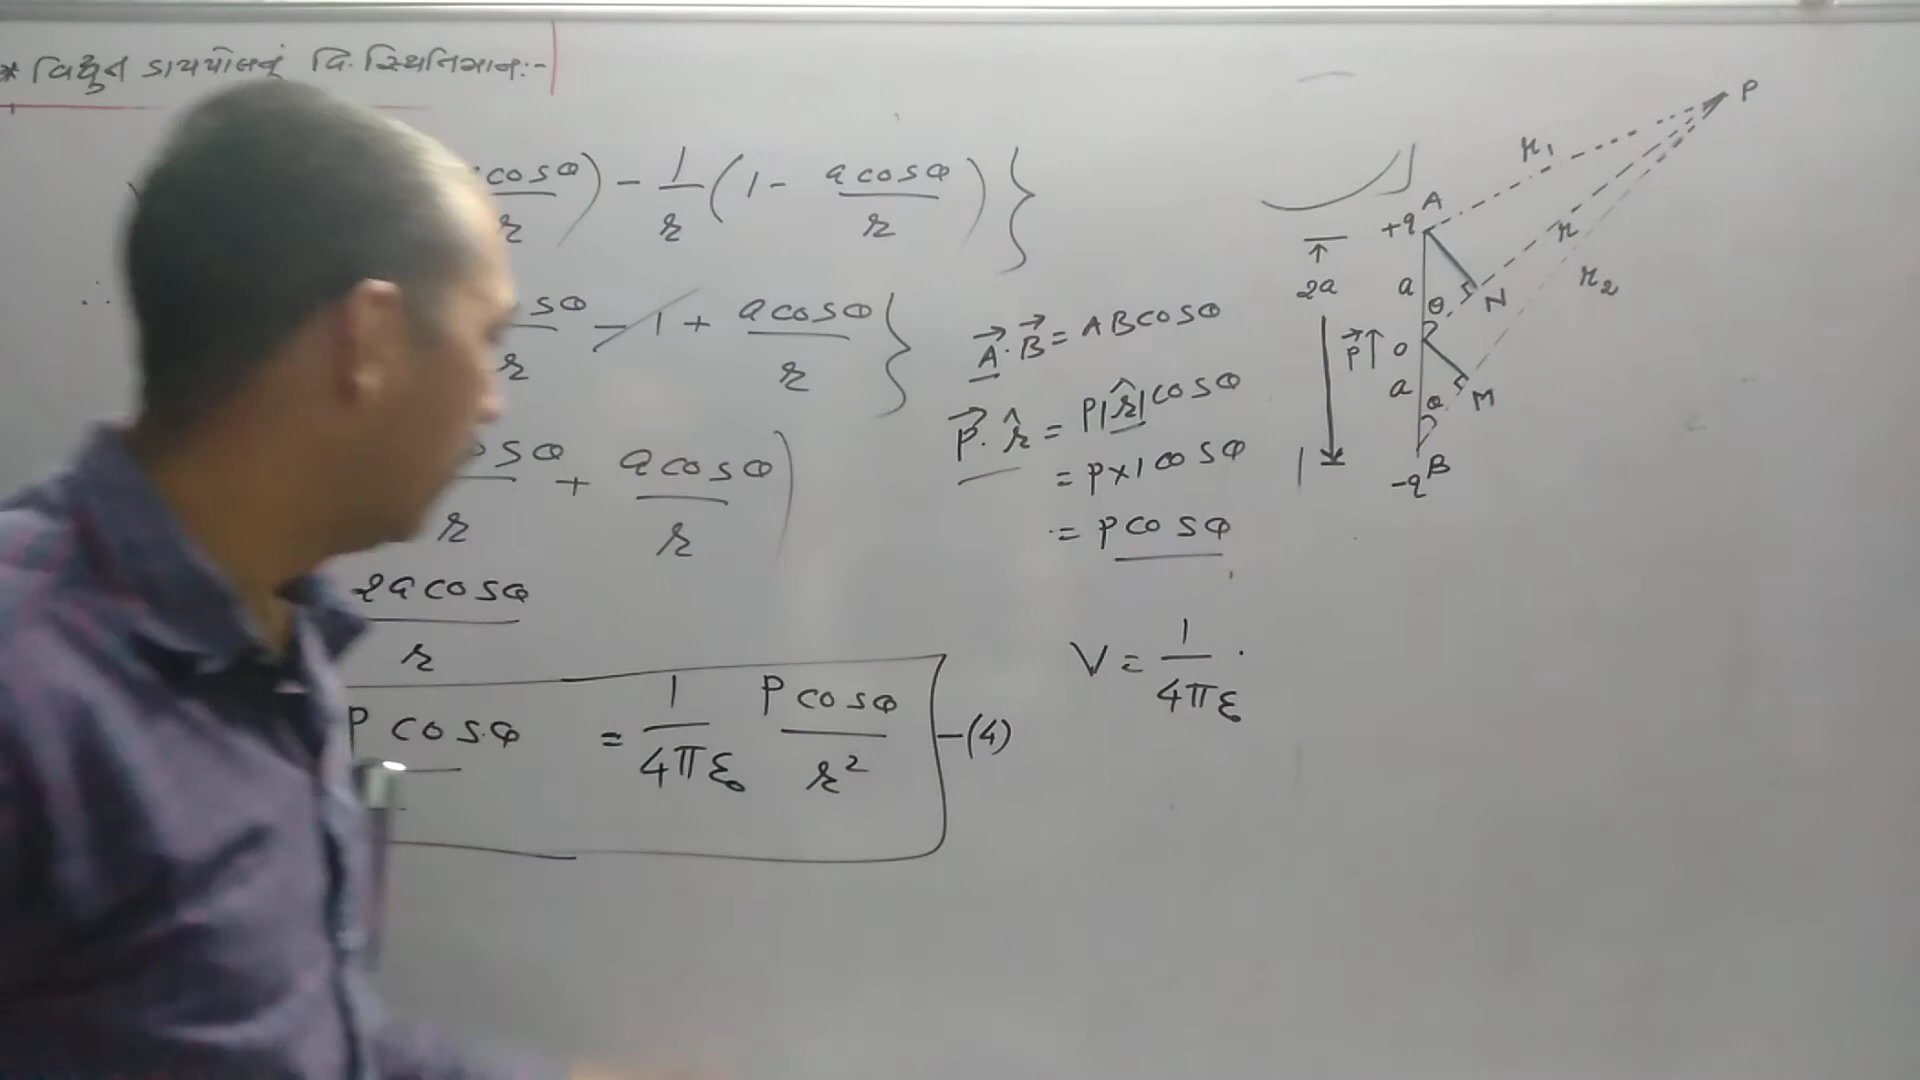 * વિદ્યુત ડાયપોલનું વિ. સ્થિતિમાન:-
cosθ/r) - 1/r (1 - a cosθ/r)}
∴ sθ/r - 1 + a cosθ/r}
osθ/r + a cosθ/r)
2a cosθ/r
P cosθ = 1/4πε₀ P cosθ/r² -(4)
A⃗·B⃗ = AB cosθ
P⃗·r̂ = P|r̂| cosθ
= P×1 cosθ
= P cosθ
V = 1/4πε ·
P
r₁
A
+q
r
2a
a
θ
N
r₂
P⃗↑
O
a
θ
M
B
-q